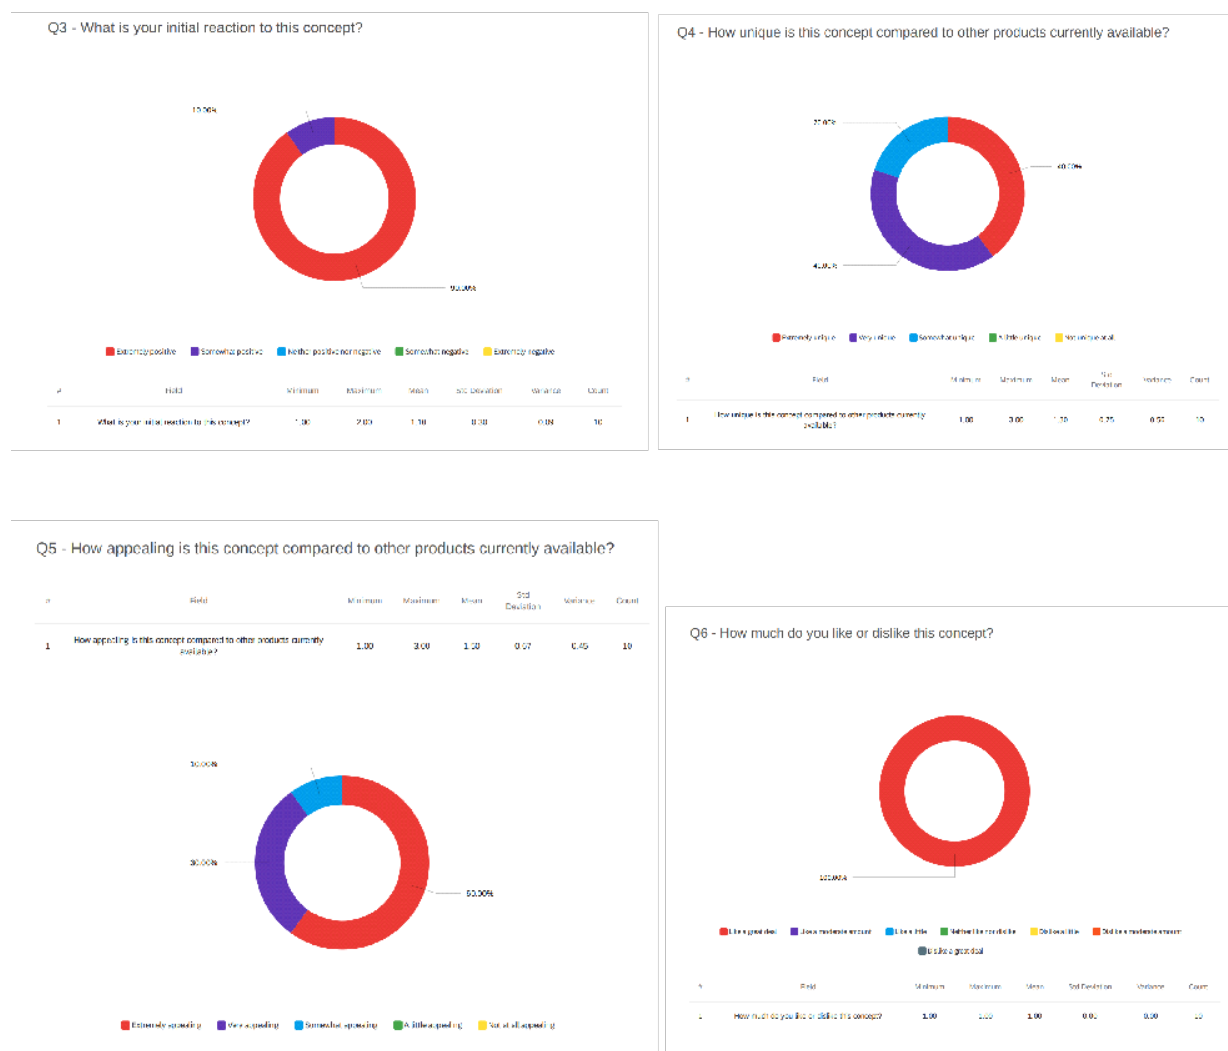 Q3 - What is your initial reaction to this concept?
10.00%
90.00%
Extremely positive Somewhat positive Neither positive nor negative Somewhat negative Extremely negative
# Field Minimum Maximum Mean Std Deviation Variance Count
1 What is your initial reaction to this concept? 1.00 2.00 1.10 0.30 0.09 10
Q4 - How unique is this concept compared to other products currently available?
20.00%
40.00%
40.00%
Extremely unique Very unique Somewhat unique A little unique Not unique at all
# Field Minimum Maximum Mean Std Deviation Variance Count
1 How unique is this concept compared to other products currently
available? 1.00 3.00 0.75 10
Q5 - How appealing is this concept compared to other products currently available?
# Field Minimum Maximum Mean Std Deviation Variance Count
1 How appealing is this concept compared to other products currently
available? 1.00 3.00 1.50 0.67 0.45 10
10.00%
30.00%
60.00%
Extremely appealing Very appealing Somewhat appealing A little appealing Not at all appealing
Q6 - How much do you like or dislike this concept?
100.00%
Like a great deal Like a moderate amount Like a little Neither like nor dislike Dislike a little Dislike a moderate amount
Dislike a great deal
# Field Minimum Maximum Mean Std Deviation Variance Count
1 How much do you like or dislike this concept? 1.00 1.00 1.00 0.00 0.00 10